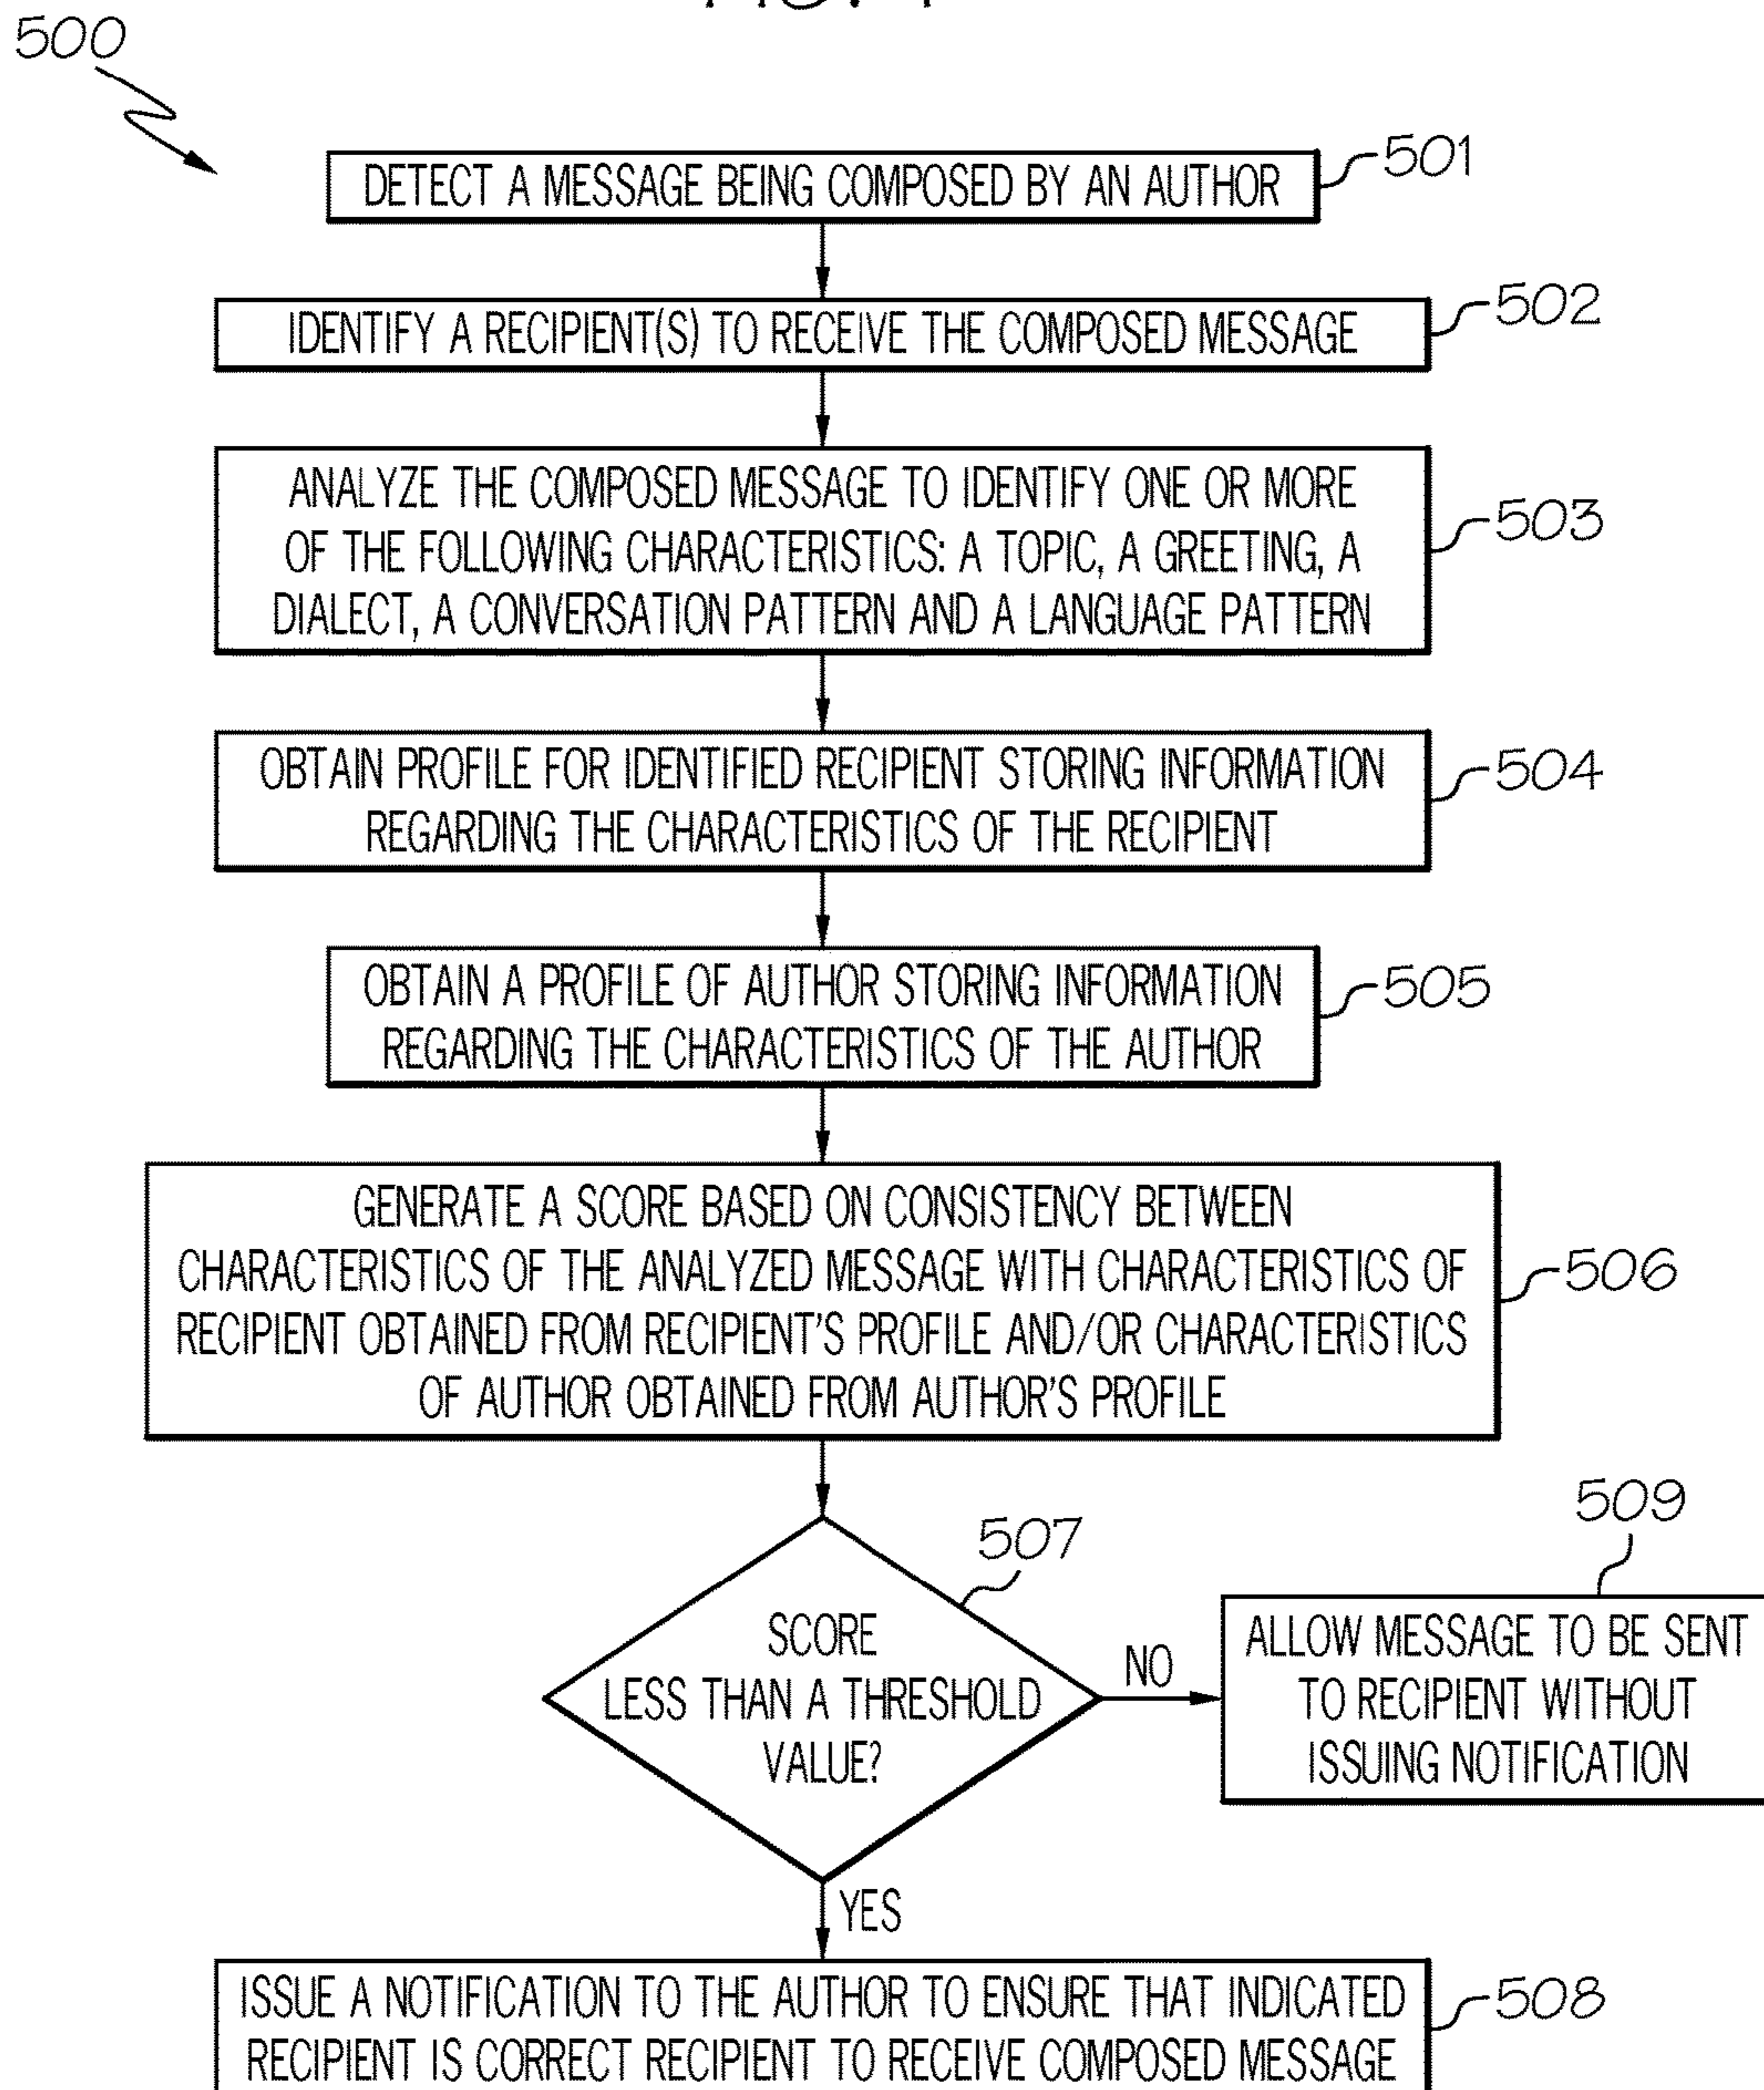 500
DETECT A MESSAGE BEING COMPOSED BY AN AUTHOR
501
IDENTIFY A RECIPIENT(S) TO RECEIVE THE COMPOSED MESSAGE
502
ANALYZE THE COMPOSED MESSAGE TO IDENTIFY ONE OR MORE
OF THE FOLLOWING CHARACTERISTICS: A TOPIC, A GREETING, A
DIALECT, A CONVERSATION PATTERN AND A LANGUAGE PATTERN
503
OBTAIN PROFILE FOR IDENTIFIED RECIPIENT STORING INFORMATION
REGARDING THE CHARACTERISTICS OF THE RECIPIENT
504
OBTAIN A PROFILE OF AUTHOR STORING INFORMATION
REGARDING THE CHARACTERISTICS OF THE AUTHOR
505
GENERATE A SCORE BASED ON CONSISTENCY BETWEEN
CHARACTERISTICS OF THE ANALYZED MESSAGE WITH CHARACTERISTICS OF
RECIPIENT OBTAINED FROM RECIPIENT'S PROFILE AND/OR CHARACTERISTICS
OF AUTHOR OBTAINED FROM AUTHOR'S PROFILE
506
SCORE
LESS THAN A THRESHOLD
VALUE?
507
NO
ALLOW MESSAGE TO BE SENT
TO RECIPIENT WITHOUT
ISSUING NOTIFICATION
509
YES
ISSUE A NOTIFICATION TO THE AUTHOR TO ENSURE THAT INDICATED
RECIPIENT IS CORRECT RECIPIENT TO RECEIVE COMPOSED MESSAGE
508